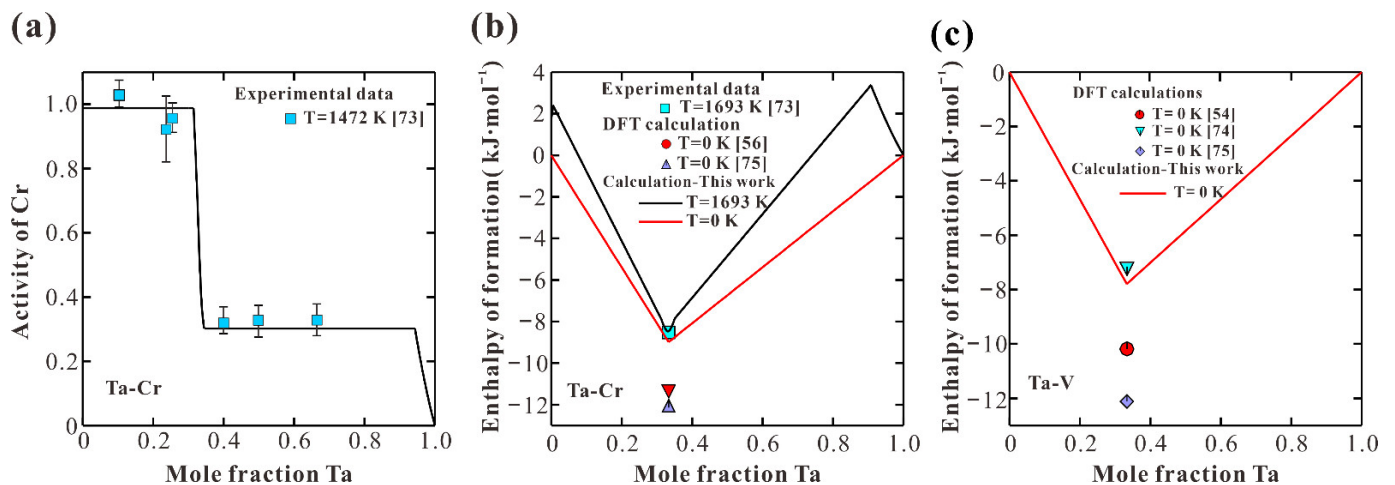 (a)
1.0
0.8
0.6
0.4
0.2
0
Activity of Cr
Experimental data
T=1472 K [73]
Ta-Cr
0 0.2 0.4 0.6 0.8 1.0
Mole fraction Ta
(b)
4
2
0
−2
−4
−6
−8
−10
−12
Enthalpy of formation( kJ·mol⁻¹)
Experimental data
T=1693 K [73]
DFT calculation
T=0 K [56]
T=0 K [75]
Calculation-This work
T=1693 K
T=0 K
Ta-Cr
0 0.2 0.4 0.6 0.8 1.0
Mole fraction Ta
(c)
0
−2
−4
−6
−8
−10
−12
Enthalpy of formation( kJ·mol⁻¹)
DFT calculations
T= 0 K [54]
T= 0 K [74]
T= 0 K [75]
Calculation-This work
T= 0 K
Ta-V
0 0.2 0.4 0.6 0.8 1.0
Mole fraction Ta